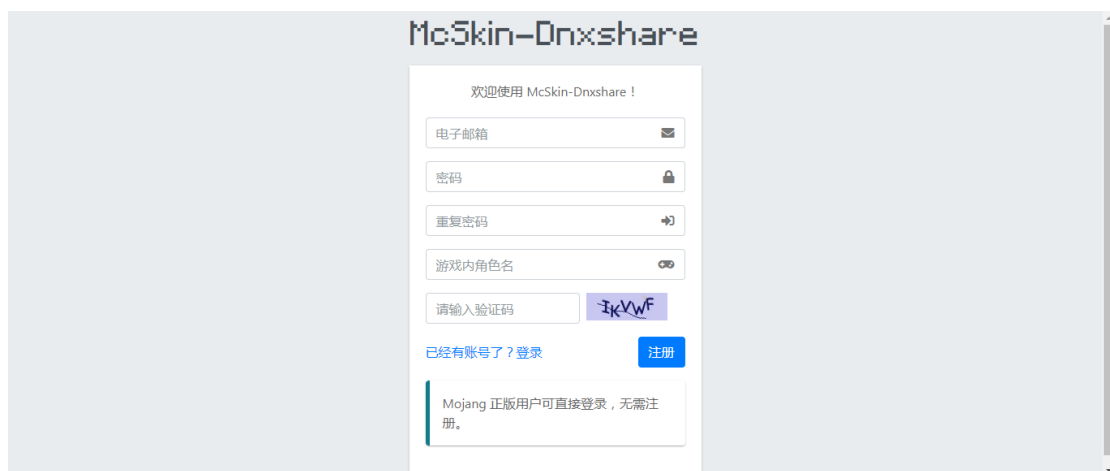 McSkin-Dnxshare
欢迎使用 McSkin-Dnxshare！
电子邮箱
密码
重复密码
游戏内角色名
请输入验证码
IKVWF
已经有账号了？登录
注册
Mojang 正版用户可直接登录，无需注
册。